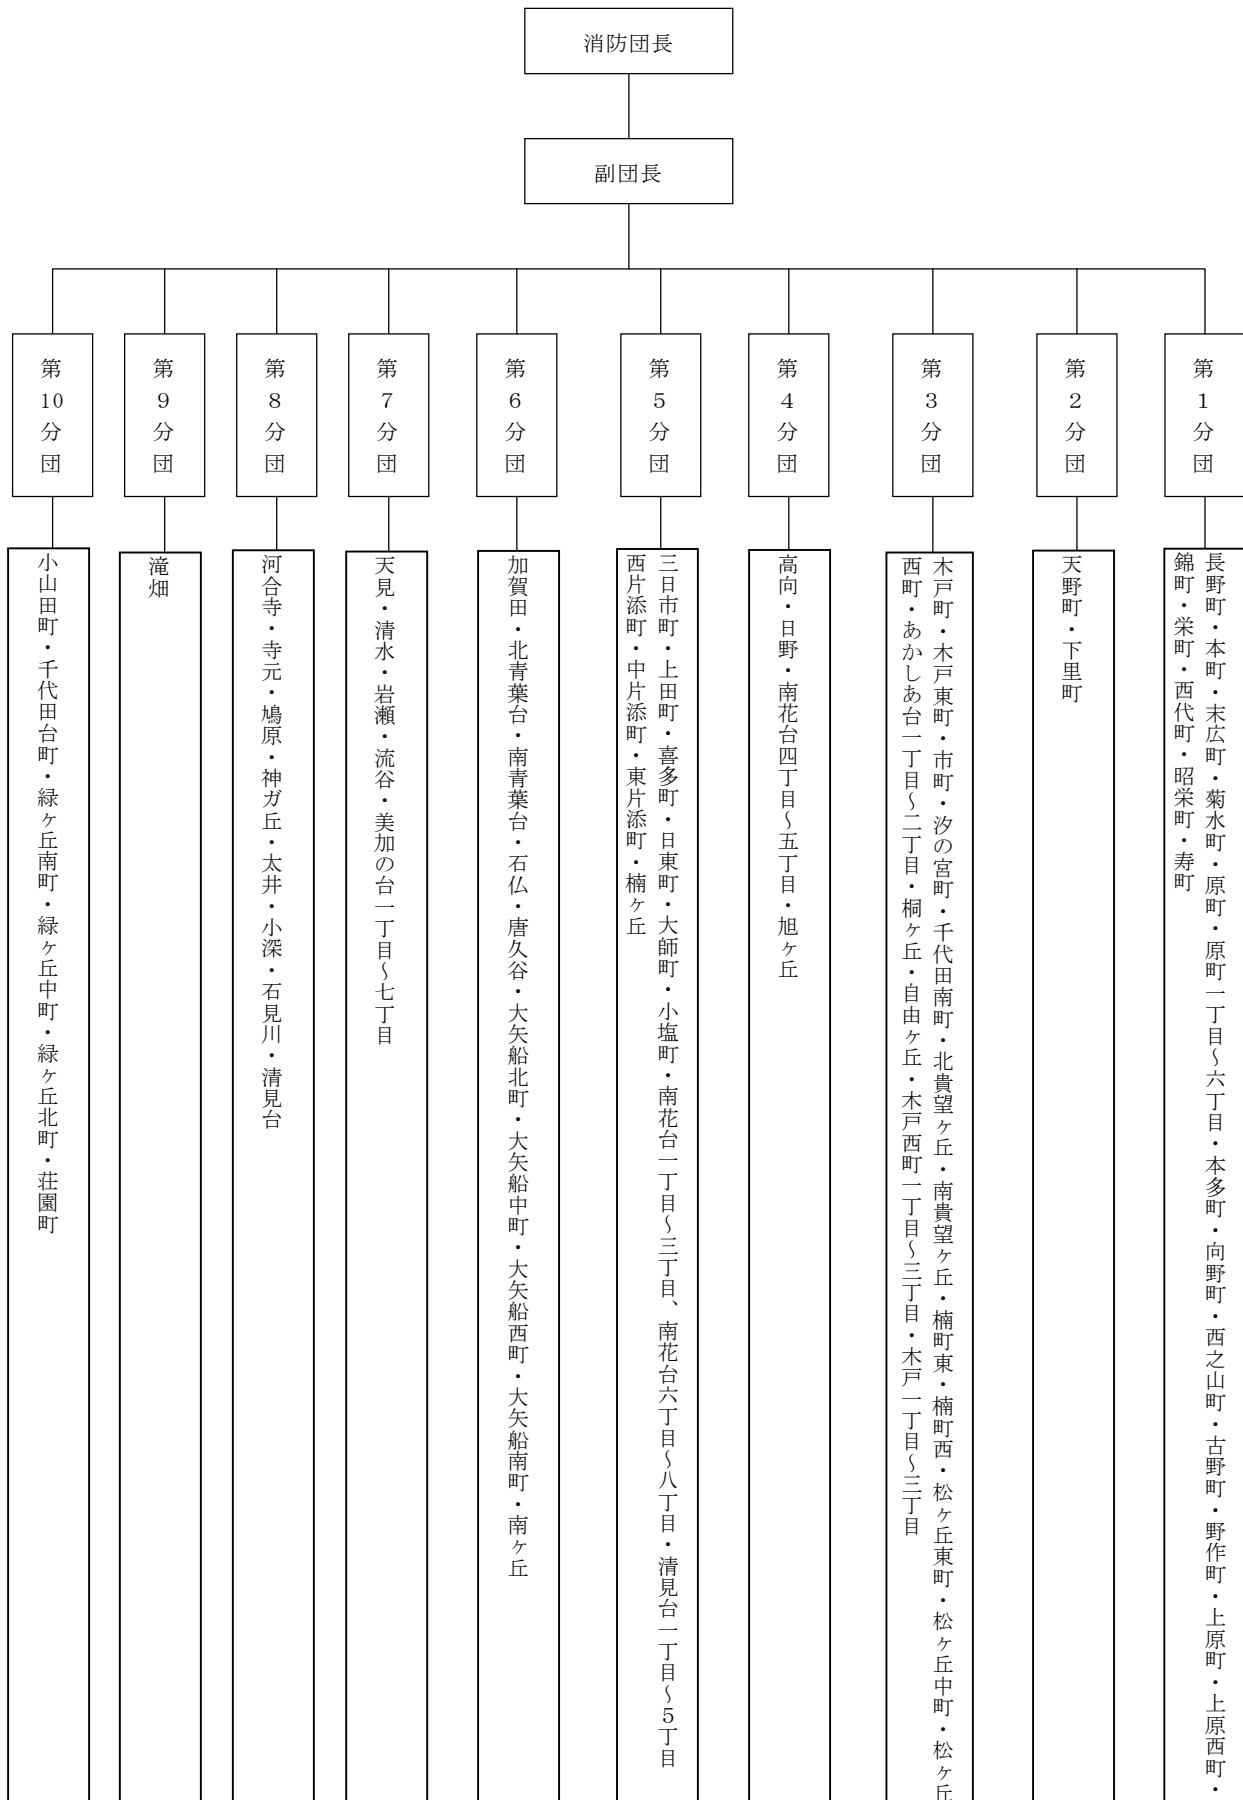 消防団長
副団長
第1分団
長野町・本町・末広町・菊水町・原町・原町一丁目～六丁目・本多町・向野町・西之山町・古野町・野作町・上原町・上原西町・
錦町・栄町・西代町・昭栄町・寿町
第2分団
天野町・下里町
第3分団
木戸町・木戸東町・市町・汐の宮町・千代田南町・北貴望ヶ丘・南貴望ヶ丘・楠町東・楠町西・松ヶ丘東町・松ヶ丘中町・松ヶ丘
西町・あかしあ台一丁目～二丁目・桐ヶ丘・自由ヶ丘・木戸西町一丁目～三丁目・木戸一丁目～三丁目
第4分団
高向・日野・南花台四丁目～五丁目・旭ヶ丘
第5分団
三日市町・上田町・喜多町・日東町・大師町・小塩町・南花台一丁目～三丁目、南花台六丁目～八丁目・清見台一丁目～5丁目
西片添町・中片添町・東片添町・楠ヶ丘
第6分団
加賀田・北青葉台・南青葉台・石仏・唐久谷・大矢船北町・大矢船中町・大矢船西町・大矢船南町・南ヶ丘
第7分団
天見・清水・岩瀬・流谷・美加の台一丁目～七丁目
第8分団
河合寺・寺元・鳩原・神ガ丘・太井・小深・石見川・清見台
第9分団
滝畑
第10分団
小山田町・千代田台町・緑ヶ丘南町・緑ヶ丘中町・緑ヶ丘北町・荘園町